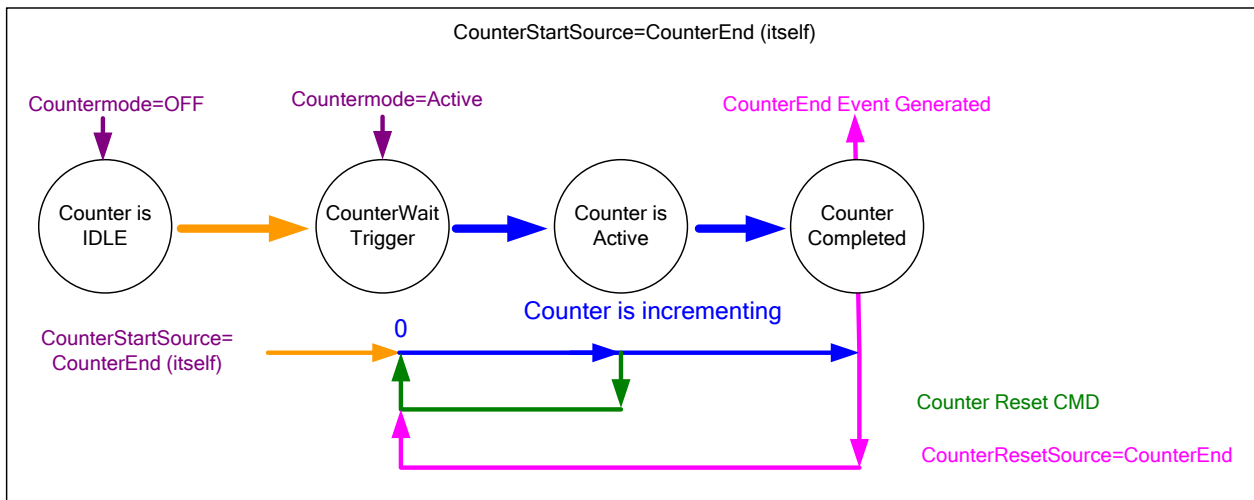 CounterStartSource=CounterEnd (itself)
Countermode=OFF
Countermode=Active
CounterEnd Event Generated
Counter is
IDLE
CounterWait
Trigger
Counter is
Active
Counter
Completed
Counter is incrementing
0
CounterStartSource=
CounterEnd (itself)
Counter Reset CMD
CounterResetSource=CounterEnd